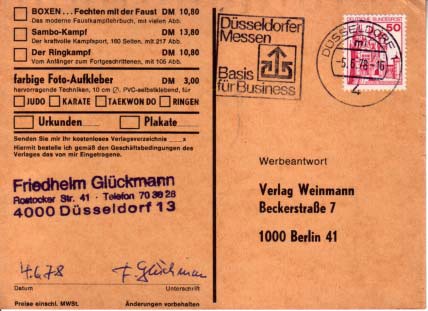 BOXEN ... Fechten mit der Faust DM 10,80
Das moderne Faustkampflehrbuch, mit vielen Abb.
Sambo-Kampf DM 13,80
Der kraftvolle Kampfsport, 160 Seiten, mit 217 Abb.
Der Ringkampf DM 10,80
Vom Anfänger zum Fortgeschrittenen, mit 105 Abb.
farbige Foto-Aufkleber DM 3,00
hervorragende Techniken, 10 cm Ø, PVC-selbstklebend, für
JUDO KARATE TAEKWON DO RINGEN
Urkunden Plakate
Senden Sie mir Ihr kostenloses Verlagsverzeichnis
Hiermit bestelle ich gemäß den Geschäftsbedingungen des
Verlages das von mir Eingetragene.
Friedhelm Glückmann
Rostocker Str. 41 · Telefon 70 39 28
4000 Düsseldorf 13
4.6.78 F. Glückmann
Datum Unterschrift
Preise einschl. MWSt. Änderungen vorbehalten
Düsseldorfer
Messen
Basis
für Business
DÜSSELDORF 1
-5.6.78-16
DEUTSCHE BUNDESPOST
50
Werbeantwort
Verlag Weinmann
Beckerstraße 7
1000 Berlin 41